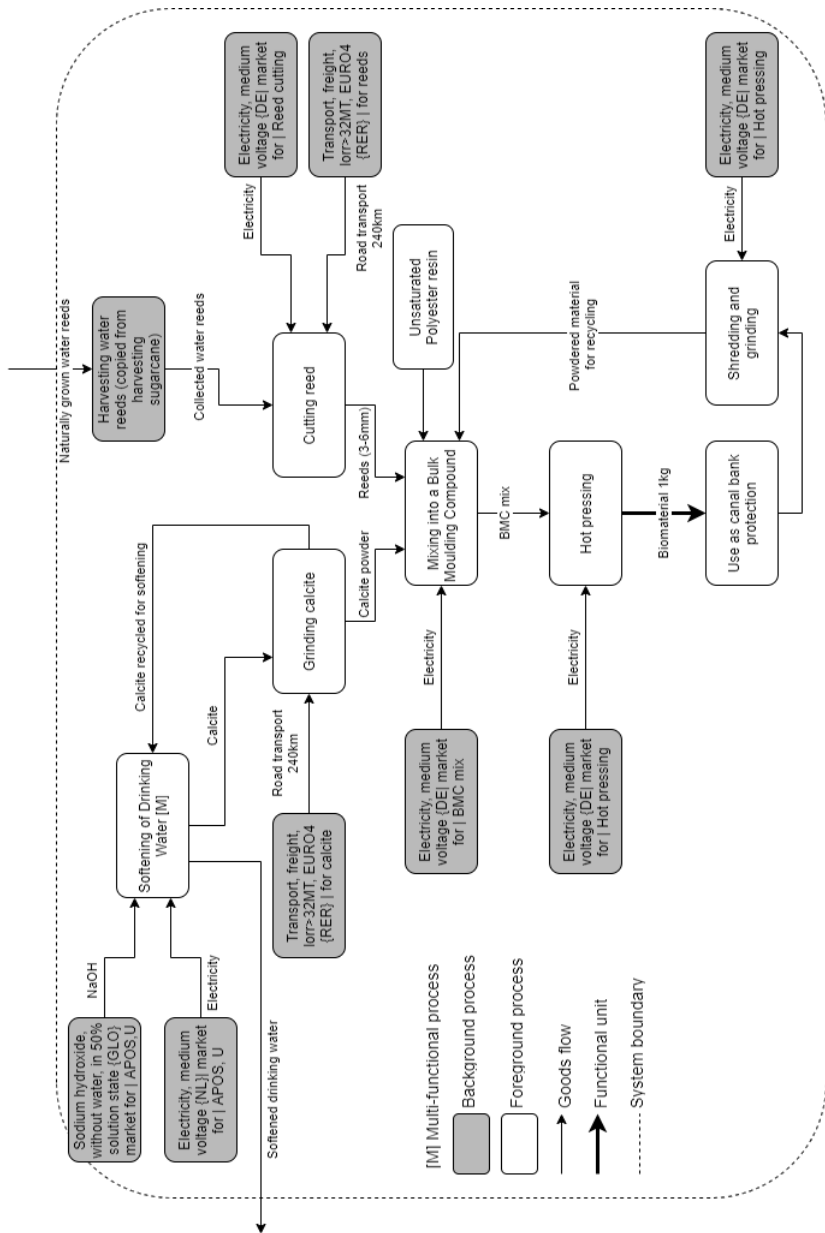 Naturally grown water reeds
Harvesting water
reeds (copied from
harvesting
sugarcane)
Collected water reeds
Electricity, medium
voltage {DE| market
for | Reed cutting
Electricity
Transport, freight,
lorr>32MT, EURO4
{RER} | for reeds
Road transport
240km
Cutting reed
Reeds (3-6mm)
Sodium hydroxide,
without water, in 50%
solution state {GLO}
market for | APOS,U
NaOH
Electricity, medium
voltage {NL}| market
for | APOS, U
Electricity
Softening of Drinking
Water [M]
Softened drinking water
Calcite
Calcite recycled for softening
Transport, freight,
lorr>32MT, EURO4
{RER} | for calcite
Road transport
240km
Grinding calcite
Calcite powder
Unsaturated
Polyester resin
Electricity, medium
voltage {DE| market
for | BMC mix
Electricity
Mixing into a Bulk
Moulding Compound
BMC mix
Powdered material
for recycling
Electricity, medium
voltage {DE| market
for | Hot pressing
Electricity
Hot pressing
Biomaterial 1kg
Use as canal bank
protection
Shredding and
grinding
Electricity
Electricity, medium
voltage {DE| market
for | Hot pressing
[M] Multi-functional process
Background process
Foreground process
Goods flow
Functional unit
System boundary